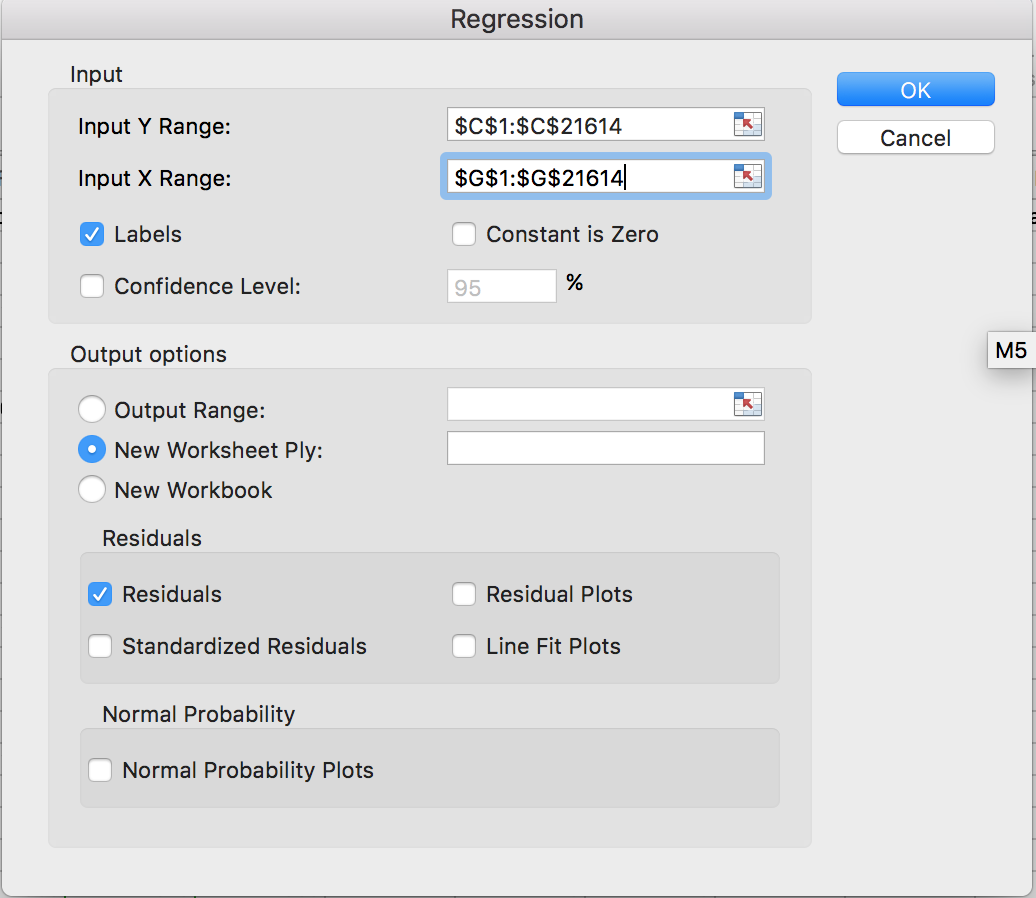 Regression
Input
OK
Input Y Range:
$C$1:$C$21614
Cancel
Input X Range:
$G$1:$G$21614
Labels
Constant is Zero
Confidence Level:
95
%
M5
Output options
Output Range:
New Worksheet Ply:
New Workbook
Residuals
Residuals
Residual Plots
Standardized Residuals
Line Fit Plots
Normal Probability
Normal Probability Plots